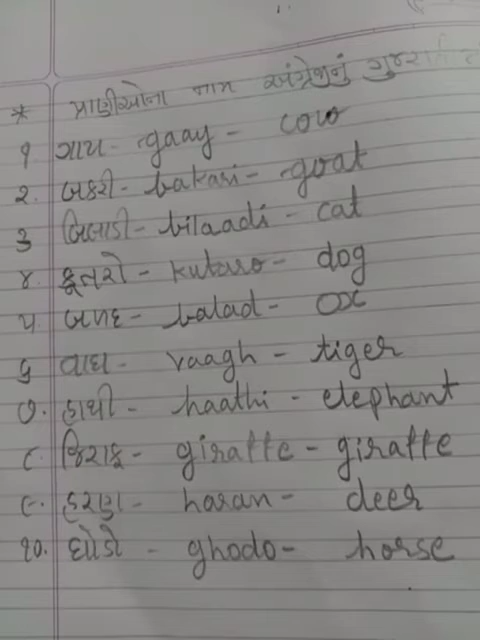 * પ્રાણીઓના નામ અંગ્રેજીનું ગુજરાતી
૧ ગાય - gaay - cow
૨. બકરી - bakari - goat
૩ બિલાડી - bilaadi - cat
૪. કૂતરો - kutaro - dog
૫ બળદ - balad - ox
૬ વાઘ - vaagh - tiger
૭. હાથી - haathi - elephant
૮. જિરાફ - giraffe - giraffe
૯. હરણ - haran - deer
૧૦. ઘોડો - ghodo - horse